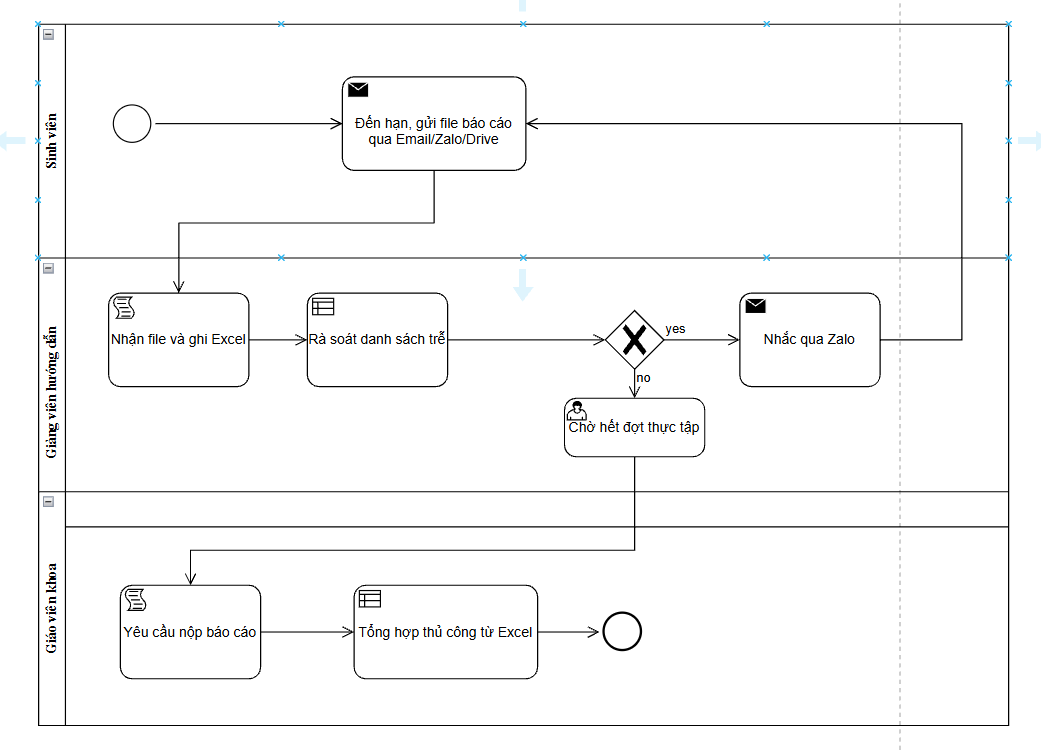 Sinh viên
Đến hạn, gửi file báo cáo
qua Email/Zalo/Drive
Giảng viên hướng dẫn
Nhận file và ghi Excel
Rà soát danh sách trễ
yes
no
Nhắc qua Zalo
Chờ hết đợt thực tập
Giáo viên khoa
Yêu cầu nộp báo cáo
Tổng hợp thủ công từ Excel